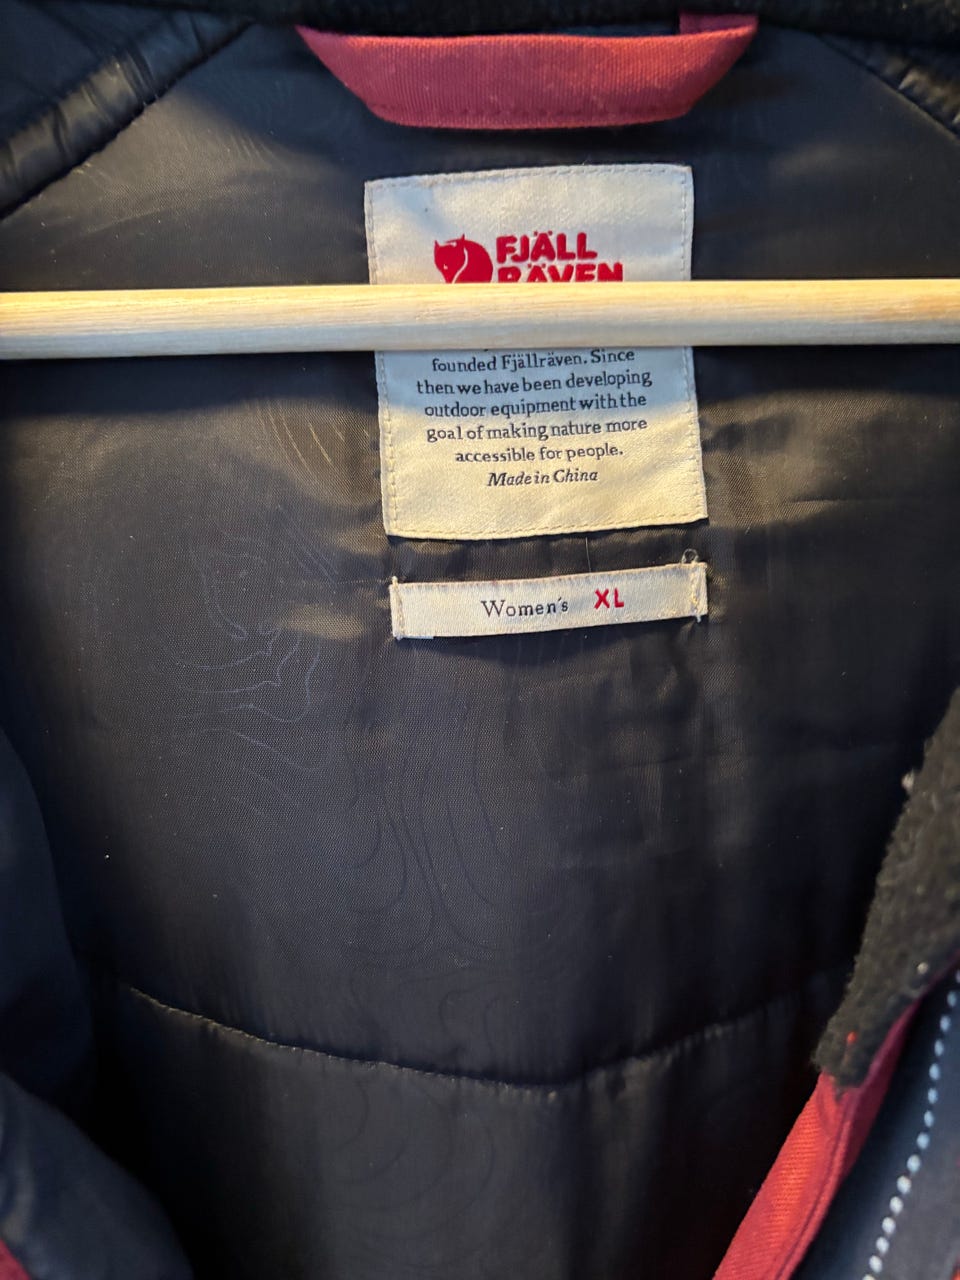 FJÄLL
RÄVEN
founded Fjällräven. Since
then we have been developing
outdoor equipment with the
goal of making nature more
accessible for people.
Made in China
Women's XL